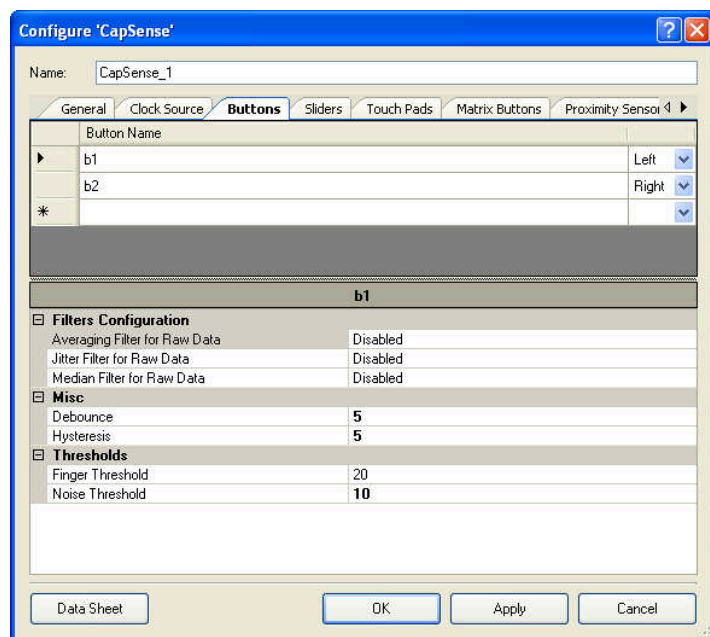 Configure 'CapSense'
Name: CapSense_1
General Clock Source Buttons Sliders Touch Pads Matrix Buttons Proximity Sensor
Button Name
b1 Left
b2 Right
*
b1
Filters Configuration
Averaging Filter for Raw Data Disabled
Jitter Filter for Raw Data Disabled
Median Filter for Raw Data Disabled
Misc
Debounce 5
Hysteresis 5
Thresholds
Finger Threshold 20
Noise Threshold 10
Data Sheet OK Apply Cancel